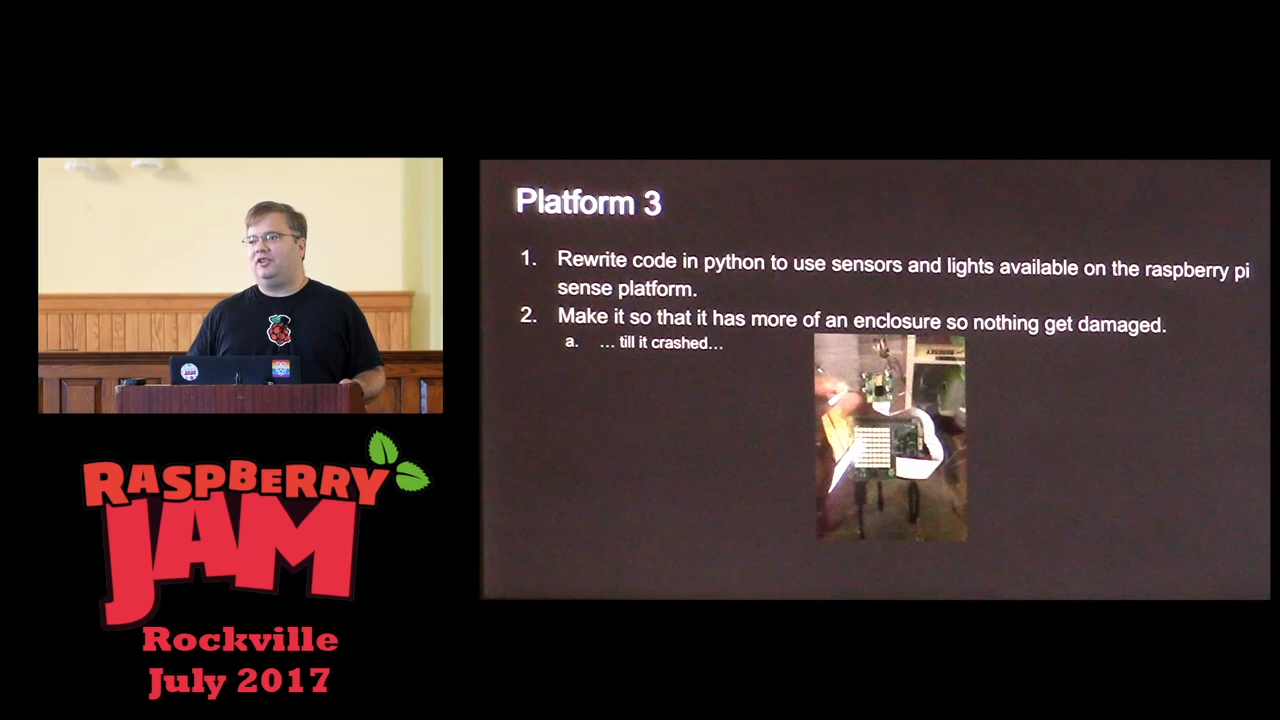 Platform 3
1. Rewrite code in python to use sensors and lights available on the raspberry pi
sense platform.
2. Make it so that it has more of an enclosure so nothing get damaged.
a. ... till it crashed...
RASPBERRY
JAM
Rockville
July 2017